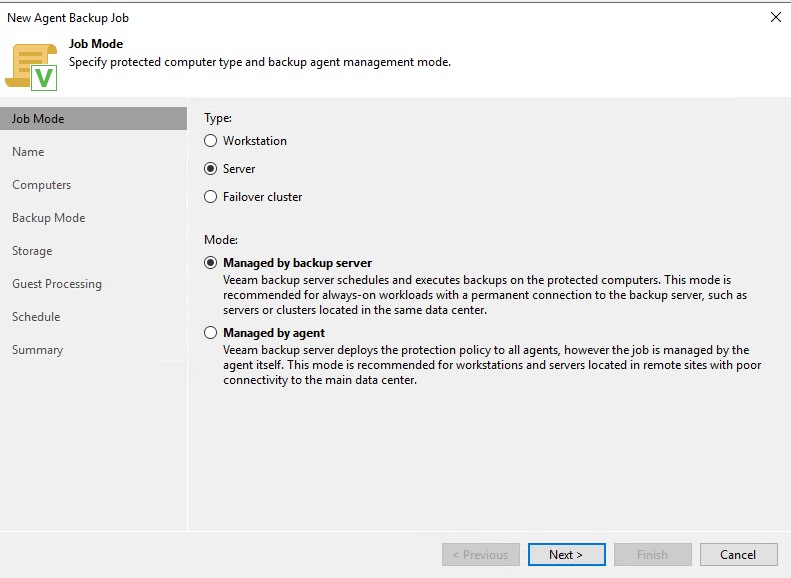 New Agent Backup Job
Job Mode
Specify protected computer type and backup agent management mode.
V
Job Mode
Name
Computers
Backup Mode
Storage
Guest Processing
Schedule
Summary
Type:
Workstation
Server
Failover cluster
Mode:
Managed by backup server
Veeam backup server schedules and executes backups on the protected computers. This mode is
recommended for always-on workloads with a permanent connection to the backup server, such as
servers or clusters located in the same data center.
Managed by agent
Veeam backup server deploys the protection policy to all agents, however the job is managed by the
agent itself. This mode is recommended for workstations and servers located in remote sites with poor
connectivity to the main data center.
< Previous
Next >
Finish
Cancel